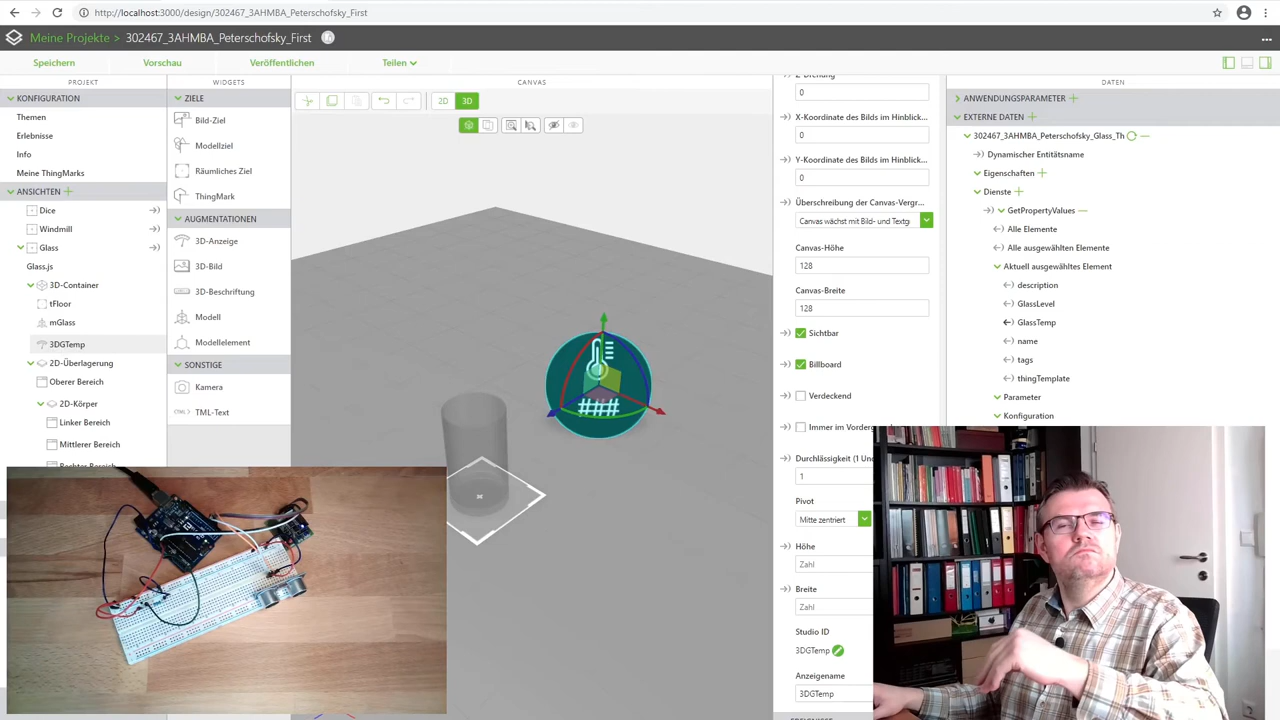 http://localhost:3000/design/302467_3AHMBA_Peterschofsky_First
Meine Projekte > 302467_3AHMBA_Peterschofsky_First
Speichern
Vorschau
Veröffentlichen
Teilen
PROJEKT
WIDGETS
CANVAS
DATEN
KONFIGURATION
Themen
Erlebnisse
Info
Meine ThingMarks
ANSICHTEN
Dice
Windmill
Glass
Glass.js
3D-Container
tFloor
mGlass
3DGTemp
2D-Überlagerung
Oberer Bereich
2D-Körper
Linker Bereich
Mittlerer Bereich
ZIELE
Bild-Ziel
Modellziel
Räumliches Ziel
ThingMark
AUGMENTATIONEN
3D-Anzeige
3D-Bild
3D-Beschriftung
Modell
Modellelement
SONSTIGE
Kamera
TML-Text
2D
3D
####
0
X-Koordinate des Bilds im Hinblick...
0
Y-Koordinate des Bilds im Hinblick...
0
Überschreibung der Canvas-Vergr...
Canvas wächst mit Bild- und Textg
Canvas-Höhe
128
Canvas-Breite
128
Sichtbar
Billboard
Verdeckend
Immer im Vorderg
Durchlässigkeit (1 Und
1
Pivot
Mitte zentriert
Höhe
Zahl
Breite
Zahl
Studio ID
3DGTemp
Anzeigename
3DGTemp
ANWENDUNGSPARAMETER
EXTERNE DATEN
302467_3AHMBA_Peterschofsky_Glass_Th
Dynamischer Entitätsname
Eigenschaften
Dienste
GetPropertyValues
Alle Elemente
Alle ausgewählten Elemente
Aktuell ausgewähltes Element
description
GlassLevel
GlassTemp
name
tags
thingTemplate
Parameter
Konfiguration